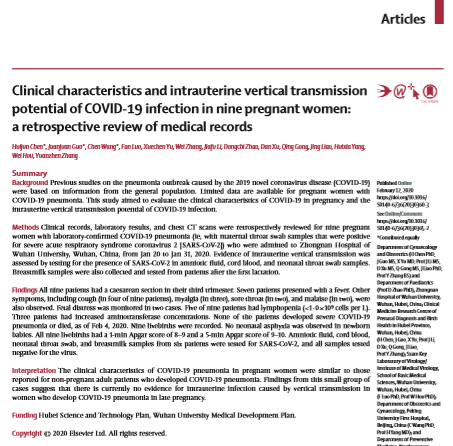 Articles
Clinical characteristics and intrauterine vertical transmission
potential of COVID-19 infection in nine pregnant women:
a retrospective review of medical records
Huijun Chen*, Juanjuan Guo*, Chen Wang*, Fan Luo, Xuechen Yu, Wei Zhang, Jiafu Li, Dongchi Zhao, Dan Xu, Qing Gong, Jing Liao, Huixia Yang,
Wei Hou, Yuanzhen Zhang
Summary
Background Previous studies on the pneumonia outbreak caused by the 2019 novel coronavirus disease (COVID-19)
were based on information from the general population. Limited data are available for pregnant women with
COVID-19 pneumonia. This study aimed to evaluate the clinical characteristics of COVID-19 in pregnancy and the
intrauterine vertical transmission potential of COVID-19 infection.
Methods Clinical records, laboratory results, and chest CT scans were retrospectively reviewed for nine pregnant
women with laboratory-confirmed COVID-19 pneumonia (ie, with maternal throat swab samples that were positive
for severe acute respiratory syndrome coronavirus 2 [SARS-CoV-2]) who were admitted to Zhongnan Hospital of
Wuhan University, Wuhan, China, from Jan 20 to Jan 31, 2020. Evidence of intrauterine vertical transmission was
assessed by testing for the presence of SARS-CoV-2 in amniotic fluid, cord blood, and neonatal throat swab samples.
Breastmilk samples were also collected and tested from patients after the first lactation.
Findings All nine patients had a caesarean section in their third trimester. Seven patients presented with a fever. Other
symptoms, including cough (in four of nine patients), myalgia (in three), sore throat (in two), and malaise (in two), were
also observed. Fetal distress was monitored in two cases. Five of nine patients had lymphopenia (<1·0 × 10⁹ cells per L).
Three patients had increased aminotransferase concentrations. None of the patients developed severe COVID-19
pneumonia or died, as of Feb 4, 2020. Nine livebirths were recorded. No neonatal asphyxia was observed in newborn
babies. All nine livebirths had a 1-min Apgar score of 8–9 and a 5-min Apgar score of 9–10. Amniotic fluid, cord blood,
neonatal throat swab, and breastmilk samples from six patients were tested for SARS-CoV-2, and all samples tested
negative for the virus.
Interpretation The clinical characteristics of COVID-19 pneumonia in pregnant women were similar to those
reported for non-pregnant adult patients who developed COVID-19 pneumonia. Findings from this small group of
cases suggest that there is currently no evidence for intrauterine infection caused by vertical transmission in
women who develop COVID-19 pneumonia in late pregnancy.
Funding Hubei Science and Technology Plan, Wuhan University Medical Development Plan.
Copyright © 2020 Elsevier Ltd. All rights reserved.
Published Online
February 12, 2020
https://doi.org/10.1016/
See Online/Comment
https://doi.org/10.1016/
*Contributed equally
Department of Gynaecology
and Obstetrics (H Chen PhD,
J Guo MS, X Yu MD, Prof J Li MS,
D Xu MS, Q Gong MS, J Liao PhD,
Prof Y Zhang BS) and
Department of Paediatrics
(Prof D Zhao PhD), Zhongnan
Hospital of Wuhan University,
Wuhan, Hubei, China; Clinical
Medicine Research Centre of
Prenatal Diagnosis and Birth
Health in Hubei Province,
Wuhan, Hubei, China
(H Chen, J Guo, X Yu, Prof J Li,
D Xu, Q Gong, J Liao,
Prof Y Zhang); State Key
Laboratory of Virology/
Institute of Medical Virology,
School of Basic Medical
Sciences, Wuhan University,
Wuhan, Hubei, China
(F Luo PhD, Prof W Hou PhD);
Department of Obstetrics and
Gynaecology, Peking
University First Hospital,
Beijing, China (C Wang PhD,
Prof H Yang MD); and
Department of Preventive